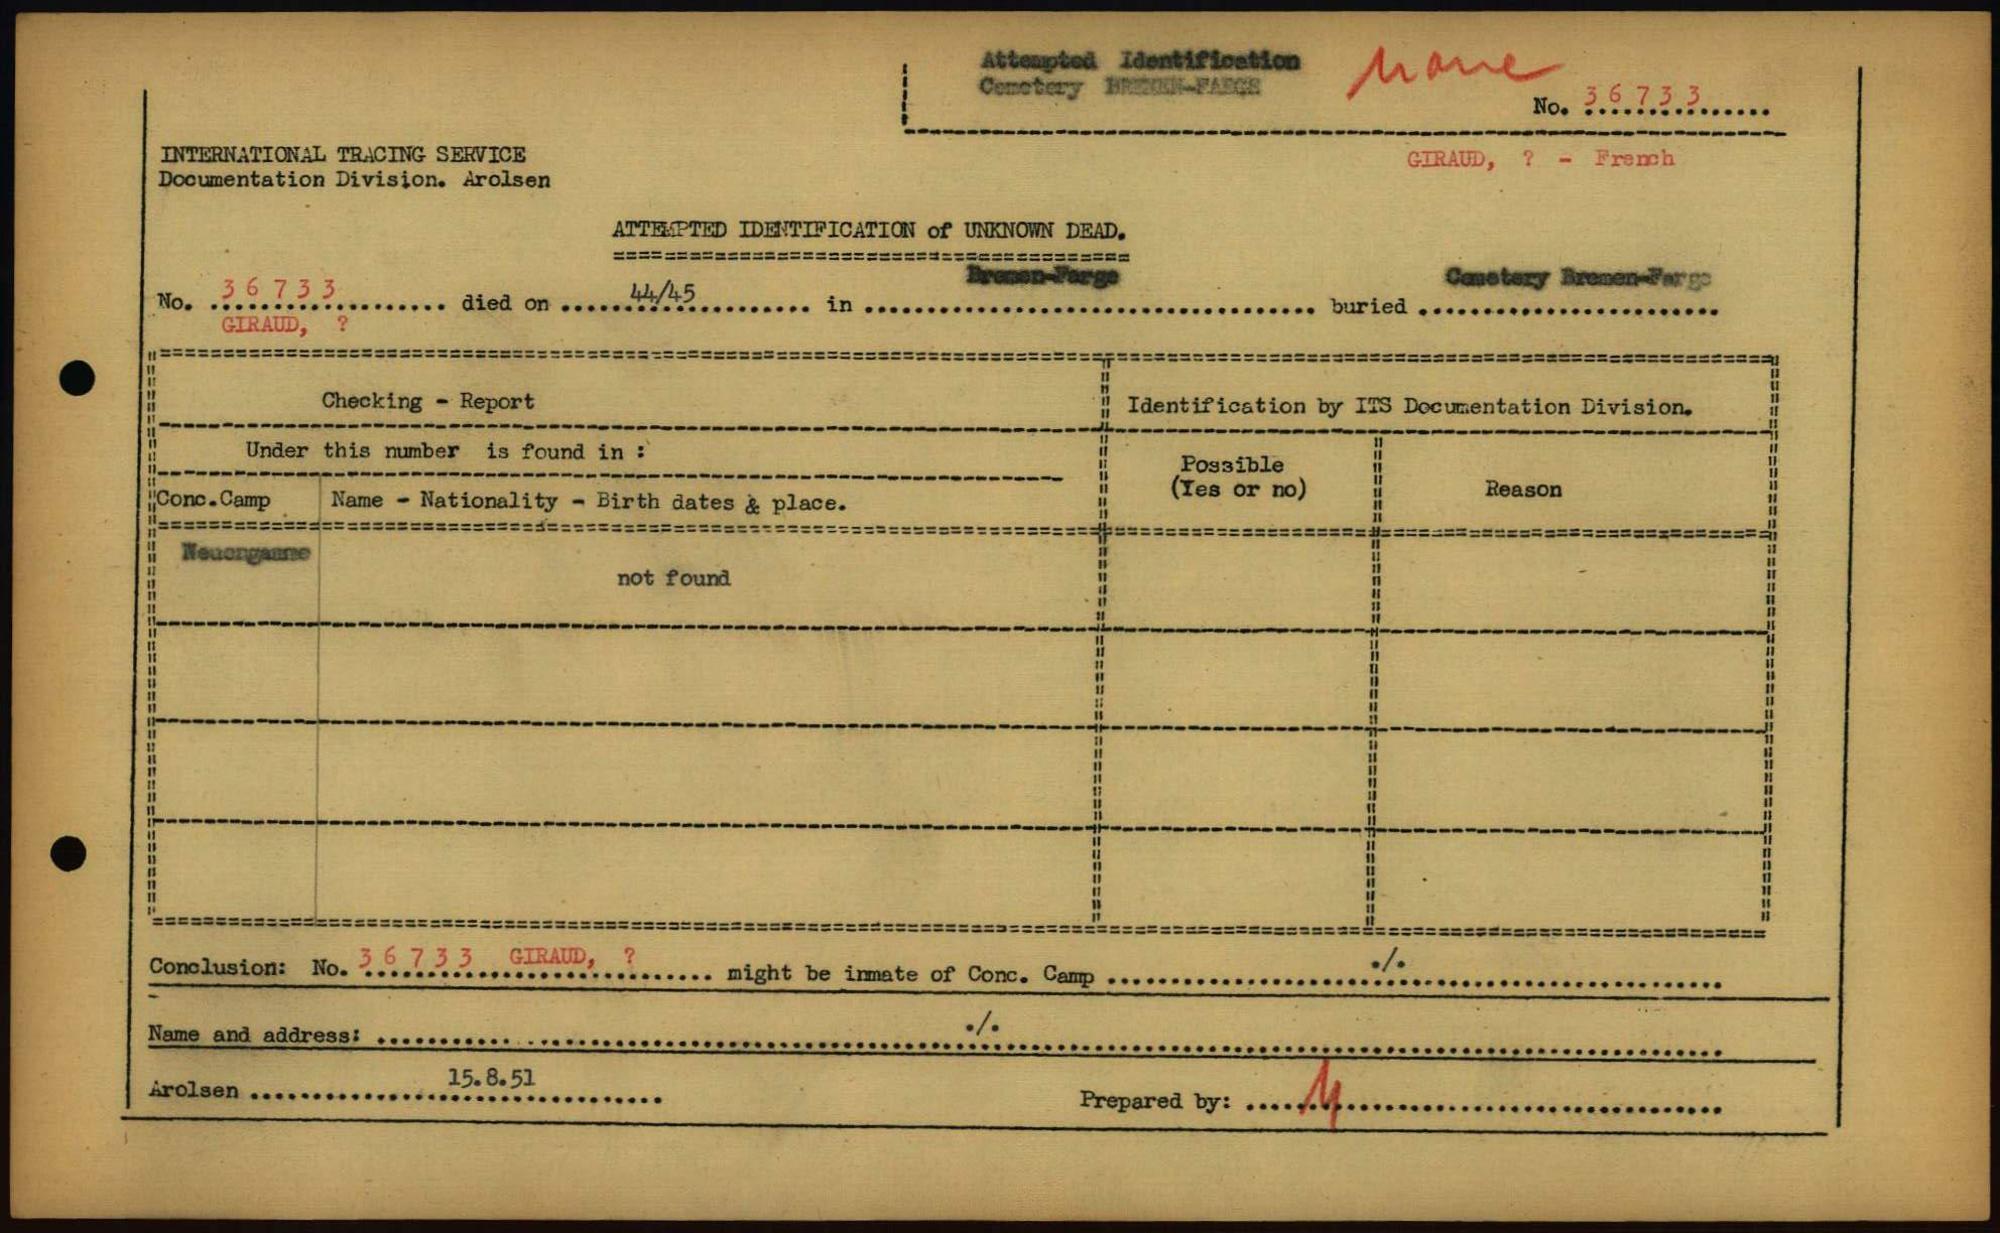 Attempted Identification
Cemetery BREMEN-FARGE
None
No. 36733
GIRAUD, ? - French
INTERNATIONAL TRACING SERVICE
Documentation Division. Arolsen
ATTEMPTED IDENTIFICATION of UNKNOWN DEAD.
No. 36733 died on 44/45 in Bremen-Farge buried Cemetery Bremen-Farge
GIRAUD, ?
Checking - Report
Identification by ITS Documentation Division.
Under this number is found in :
Possible
(Yes or no)
Reason
Conc.Camp Name - Nationality - Birth dates & place.
Neuengamme
not found
Conclusion: No. 36733 GIRAUD, ? might be inmate of Conc. Camp ./.
Name and address: ./.
Arolsen 15.8.51
Prepared by: